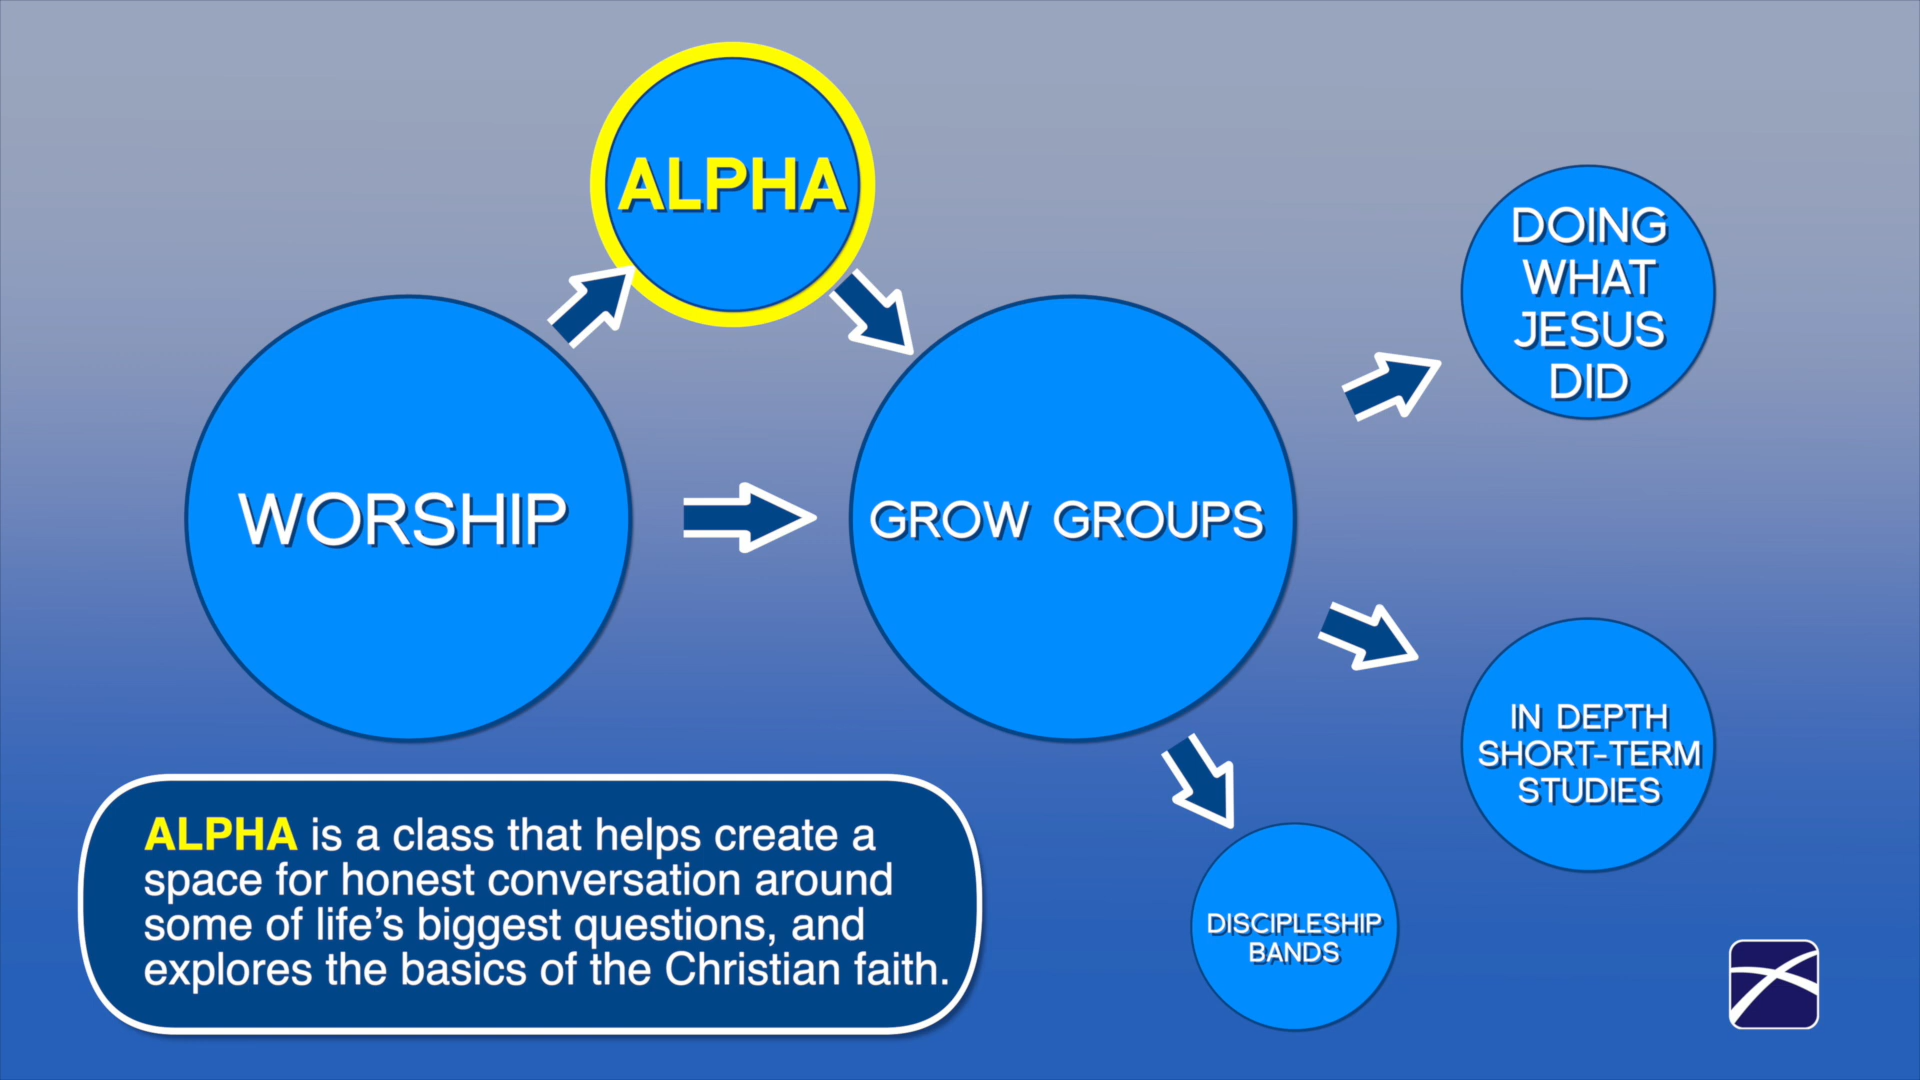 ALPHA
WORSHIP
GROW GROUPS
DOING
WHAT
JESUS
DID
IN DEPTH
SHORT-TERM
STUDIES
DISCIPLESHIP
BANDS
ALPHA is a class that helps create a
space for honest conversation around
some of life’s biggest questions, and
explores the basics of the Christian faith.